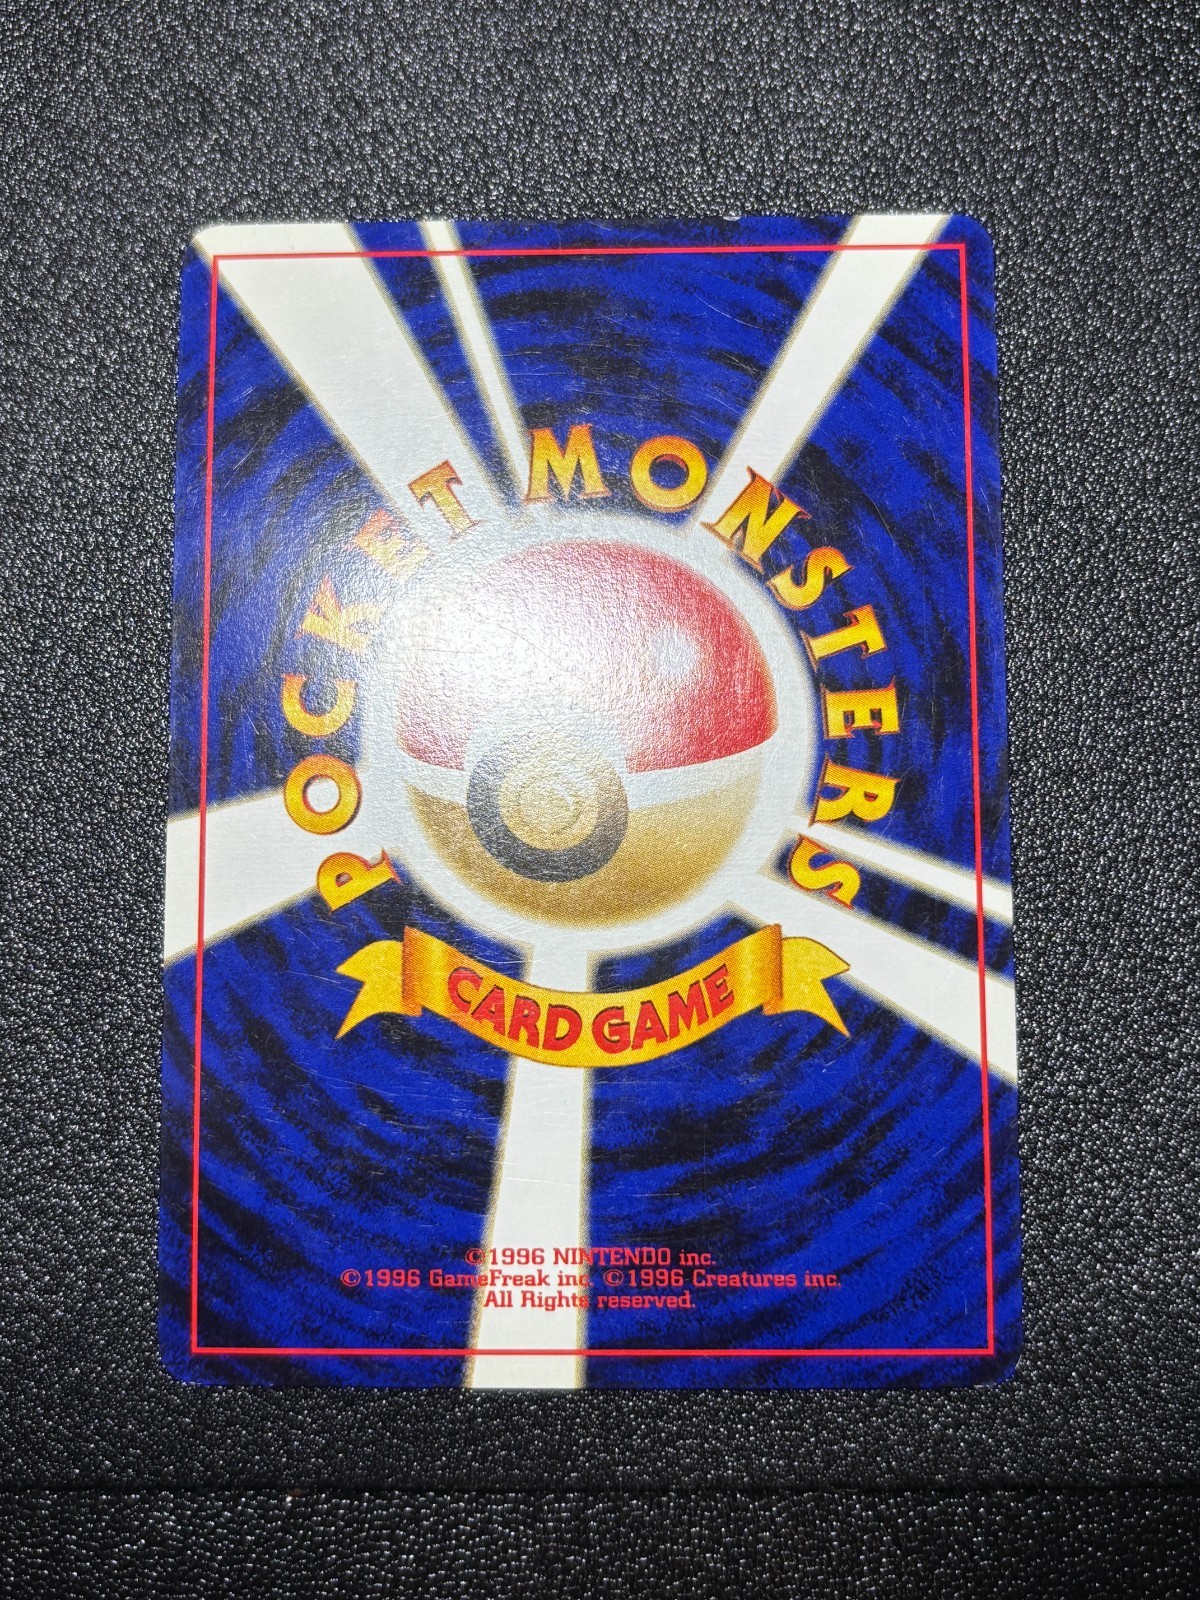 POCKET MONSTERS
CARD GAME
©1996 NINTENDO inc.
©1996 GameFreak inc. ©1996 Creatures inc.
All Rights reserved.